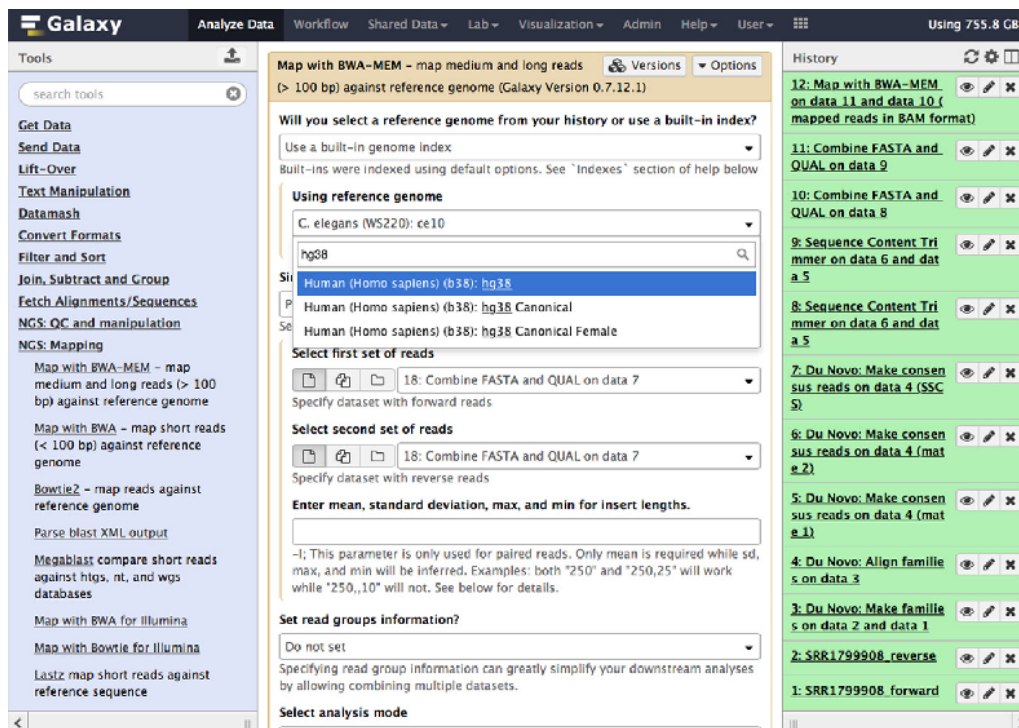 Galaxy
Analyze Data Workflow Shared Data Lab Visualization Admin Help User Using 755.8 GB
Tools
search tools
Get Data
Send Data
Lift-Over
Text Manipulation
Datamash
Convert Formats
Filter and Sort
Join, Subtract and Group
Fetch Alignments/Sequences
NGS: QC and manipulation
NGS: Mapping
Map with BWA-MEM - map
medium and long reads (> 100
bp) against reference genome
Map with BWA - map short reads
(< 100 bp) against reference
genome
Bowtie2 - map reads against
reference genome
Parse blast XML output
Megablast compare short reads
against htgs, nt, and wgs
databases
Map with BWA for Illumina
Map with Bowtie for Illumina
Lastz map short reads against
reference sequence
Map with BWA-MEM - map medium and long reads
Versions
Options
(> 100 bp) against reference genome (Galaxy Version 0.7.12.1)
Will you select a reference genome from your history or use a built-in index?
Use a built-in genome index
Built-ins were indexed using default options. See `Indexes` section of help below
Using reference genome
C. elegans (WS220): ce10
hg38
Human (Homo sapiens) (b38): hg38
Human (Homo sapiens) (b38): hg38 Canonical
Human (Homo sapiens) (b38): hg38 Canonical Female
Select first set of reads
18: Combine FASTA and QUAL on data 7
Specify dataset with forward reads
Select second set of reads
18: Combine FASTA and QUAL on data 7
Specify dataset with reverse reads
Enter mean, standard deviation, max, and min for insert lengths.
-I; This parameter is only used for paired reads. Only mean is required while sd,
max, and min will be inferred. Examples: both "250" and "250,25" will work
while "250,,10" will not. See below for details.
Set read groups information?
Do not set
Specifying read group information can greatly simplify your downstream analyses
by allowing combining multiple datasets.
Select analysis mode
History
12: Map with BWA-MEM
on data 11 and data 10 (
mapped reads in BAM format)
11: Combine FASTA and
QUAL on data 9
10: Combine FASTA and
QUAL on data 8
9: Sequence Content Tri
mmer on data 6 and dat
a 5
8: Sequence Content Tri
mmer on data 6 and dat
a 5
7: Du Novo: Make consen
sus reads on data 4 (SSC
S)
6: Du Novo: Make consen
sus reads on data 4 (mat
e 2)
5: Du Novo: Make consen
sus reads on data 4 (mat
e 1)
4: Du Novo: Align familie
s on data 3
3: Du Novo: Make familie
s on data 2 and data 1
2: SRR1799908_reverse
1: SRR1799908_forward